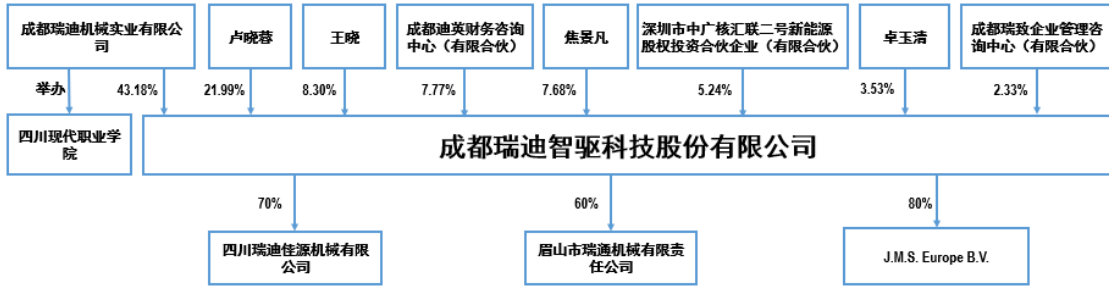 成都瑞迪机械实业有限公
司
卢晓蓉
王晓
成都迪英财务咨询
中心（有限合伙）
焦景凡
深圳市中广核汇联二号新能源
股权投资合伙企业（有限合伙）
卓玉清
成都瑞致企业管理咨
询中心（有限合伙）
举办
43.18%
21.99%
8.30%
7.77%
7.68%
5.24%
3.53%
2.33%
四川现代职业学
院
成都瑞迪智驱科技股份有限公司
70%
60%
80%
四川瑞迪佳源机械有限
公司
眉山市瑞通机械有限责
任公司
J.M.S. Europe B.V.